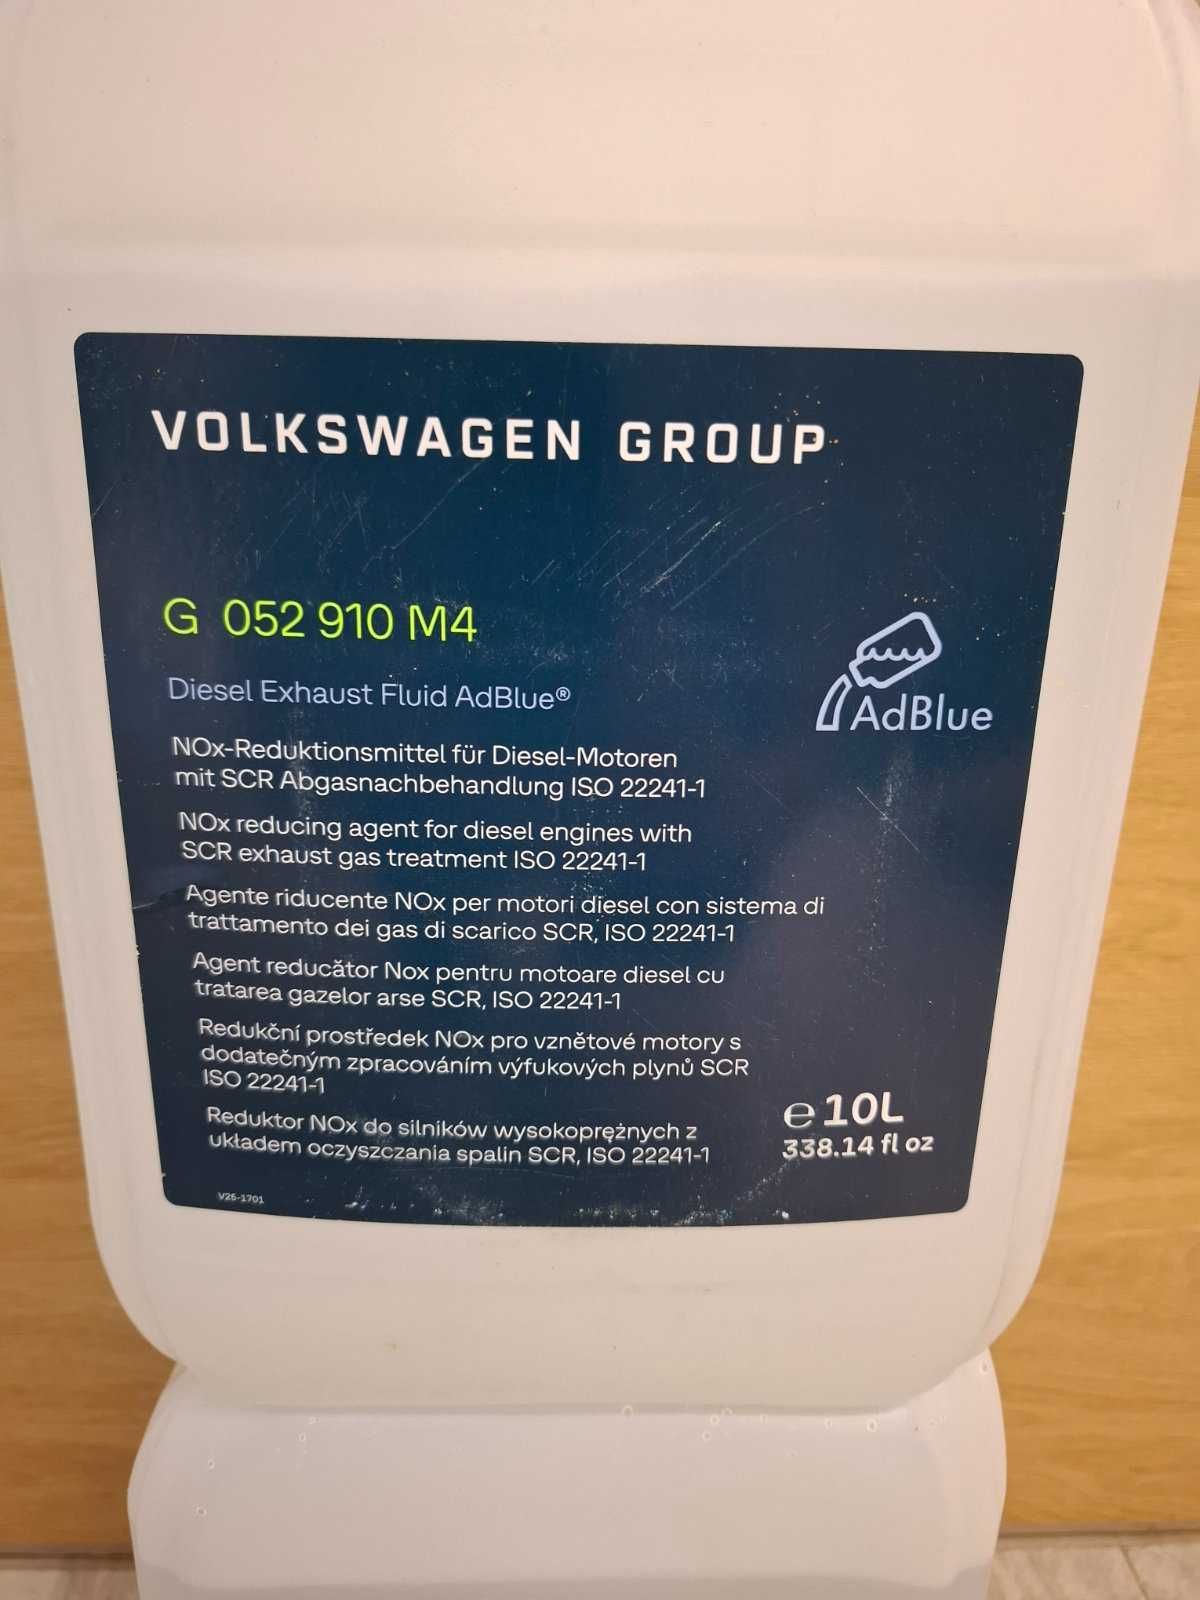 VOLKSWAGEN GROUP
G 052 910 M4
Diesel Exhaust Fluid AdBlue®
AdBlue
NOx-Reduktionsmittel für Diesel-Motoren
mit SCR Abgasnachbehandlung ISO 22241-1
NOx reducing agent for diesel engines with
SCR exhaust gas treatment ISO 22241-1
Agente riducente NOx per motori diesel con sistema di
trattamento dei gas di scarico SCR, ISO 22241-1
Agent reducător Nox pentru motoare diesel cu
tratarea gazelor arse SCR, ISO 22241-1
Redukční prostředek NOx pro vznětové motory s
dodatečným zpracováním výfukových plynů SCR
ISO 22241-1
Reduktor NOx do silników wysokoprężnych z
układem oczyszczania spalin SCR, ISO 22241-1
℮ 10L
338.14 fl oz
V25-1701